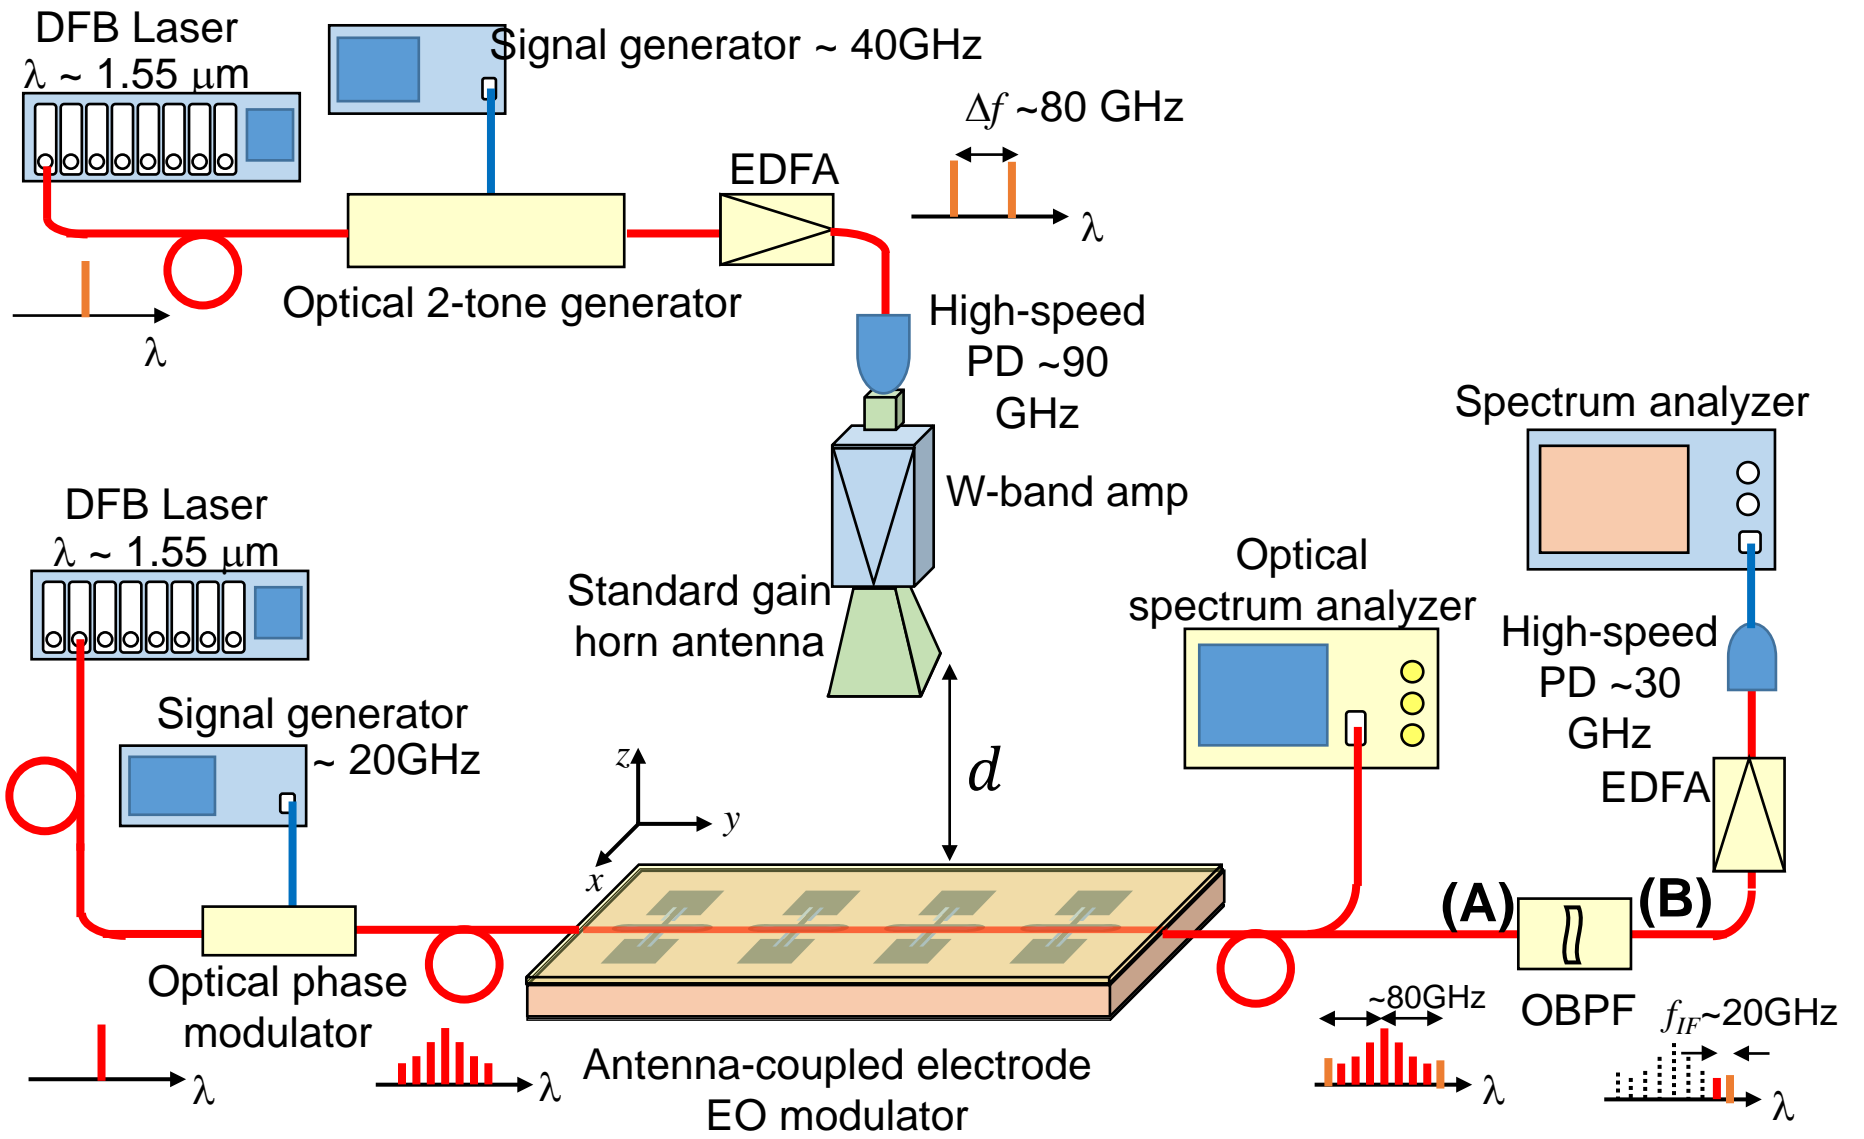 DFB Laser
λ ~ 1.55 μm
Signal generator ~ 40GHz
Δf ~80 GHz
EDFA
λ
Optical 2-tone generator
λ
High-speed
PD ~90
GHz
W-band amp
Standard gain
horn antenna
d
DFB Laser
λ ~ 1.55 μm
Signal generator
~ 20GHz
z
y
x
Optical phase
modulator
λ
λ
Antenna-coupled electrode
EO modulator
Optical
spectrum analyzer
Spectrum analyzer
High-speed
PD ~30
GHz
EDFA
(A)
(B)
OBPF
~80GHz
λ
fIF~20GHz
λ